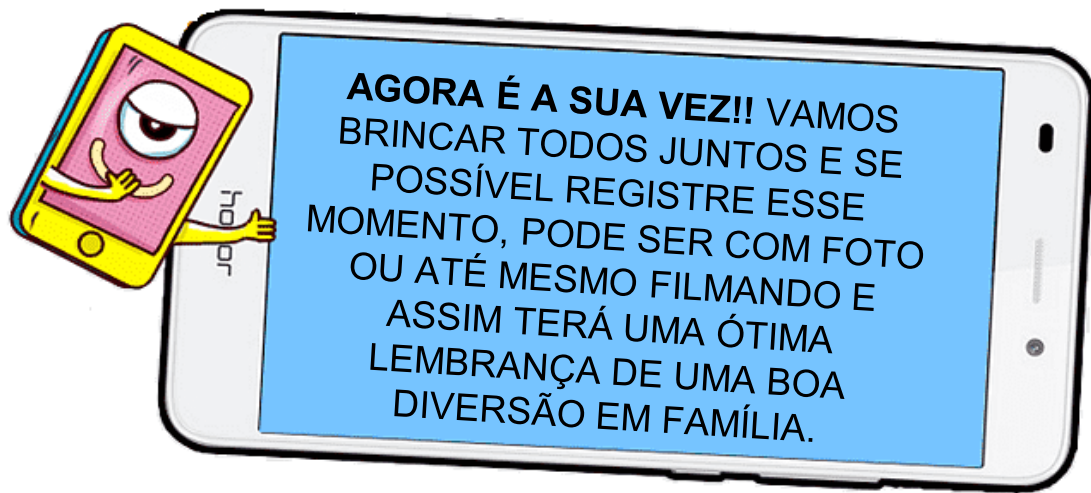 AGORA É A SUA VEZ!! VAMOS
BRINCAR TODOS JUNTOS E SE
POSSÍVEL REGISTRE ESSE
MOMENTO, PODE SER COM FOTO
OU ATÉ MESMO FILMANDO E
ASSIM TERÁ UMA ÓTIMA
LEMBRANÇA DE UMA BOA
DIVERSÃO EM FAMÍLIA.